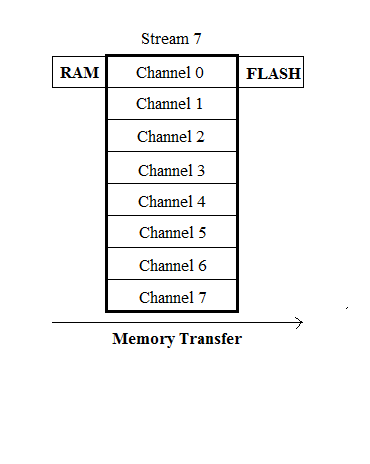 Stream 7
RAM Channel 0 FLASH
Channel 1
Channel 2
Channel 3
Channel 4
Channel 5
Channel 6
Channel 7
Memory Transfer